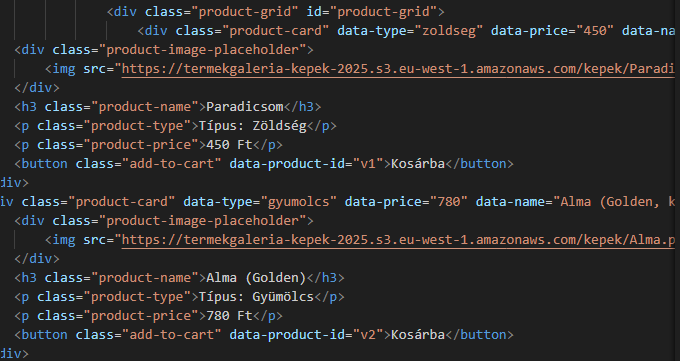 <div class="product-grid" id="product-grid">
<div class="product-card" data-type="zoldseg" data-price="450" data-na
<div class="product-image-placeholder">
<img src="https://termekgaleria-kepek-2025.s3.eu-west-1.amazonaws.com/kepek/Paradi
</div>
<h3 class="product-name">Paradicsom</h3>
<p class="product-type">Típus: Zöldség</p>
<p class="product-price">450 Ft</p>
<button class="add-to-cart" data-product-id="v1">Kosárba</button>
div>
iv class="product-card" data-type="gyumolcs" data-price="780" data-name="Alma (Golden, k
<div class="product-image-placeholder">
<img src="https://termekgaleria-kepek-2025.s3.eu-west-1.amazonaws.com/kepek/Alma.p
</div>
<h3 class="product-name">Alma (Golden)</h3>
<p class="product-type">Típus: Gyümölcs</p>
<p class="product-price">780 Ft</p>
<button class="add-to-cart" data-product-id="v2">Kosárba</button>
div>